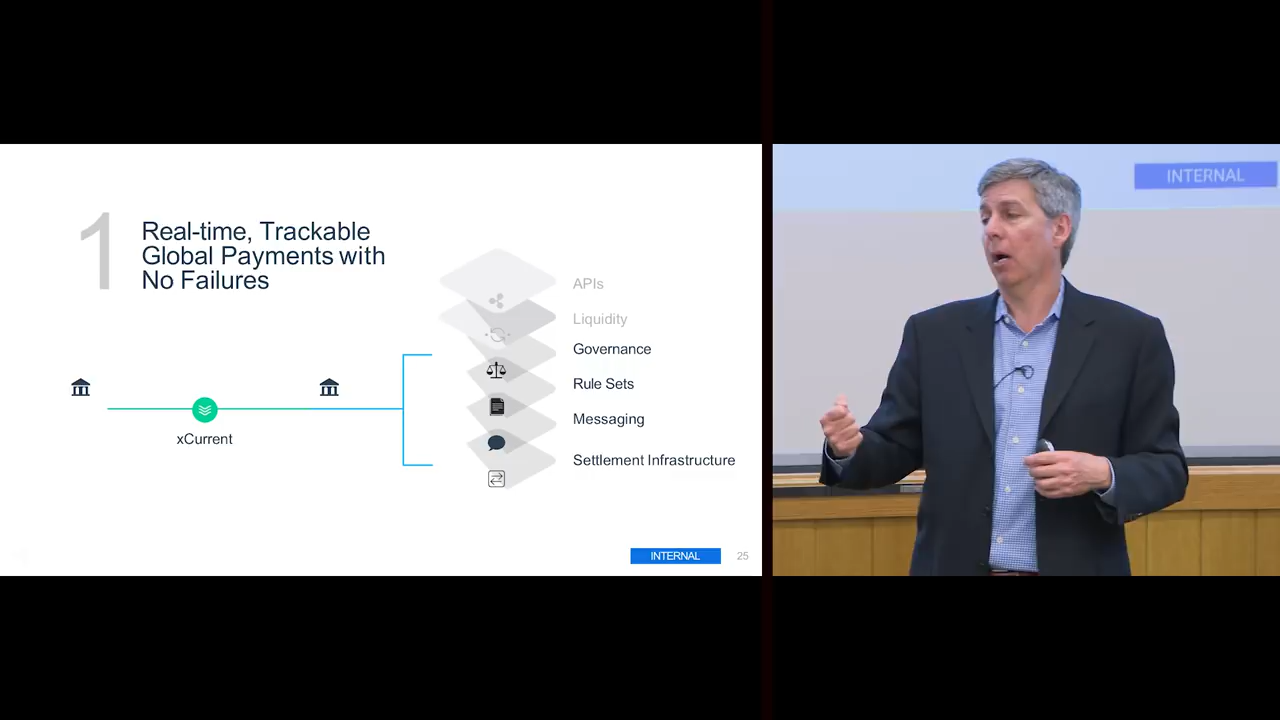 1
Real-time, Trackable
Global Payments with
No Failures
xCurrent
APIs
Liquidity
Governance
Rule Sets
Messaging
Settlement Infrastructure
INTERNAL
25
INTERNAL